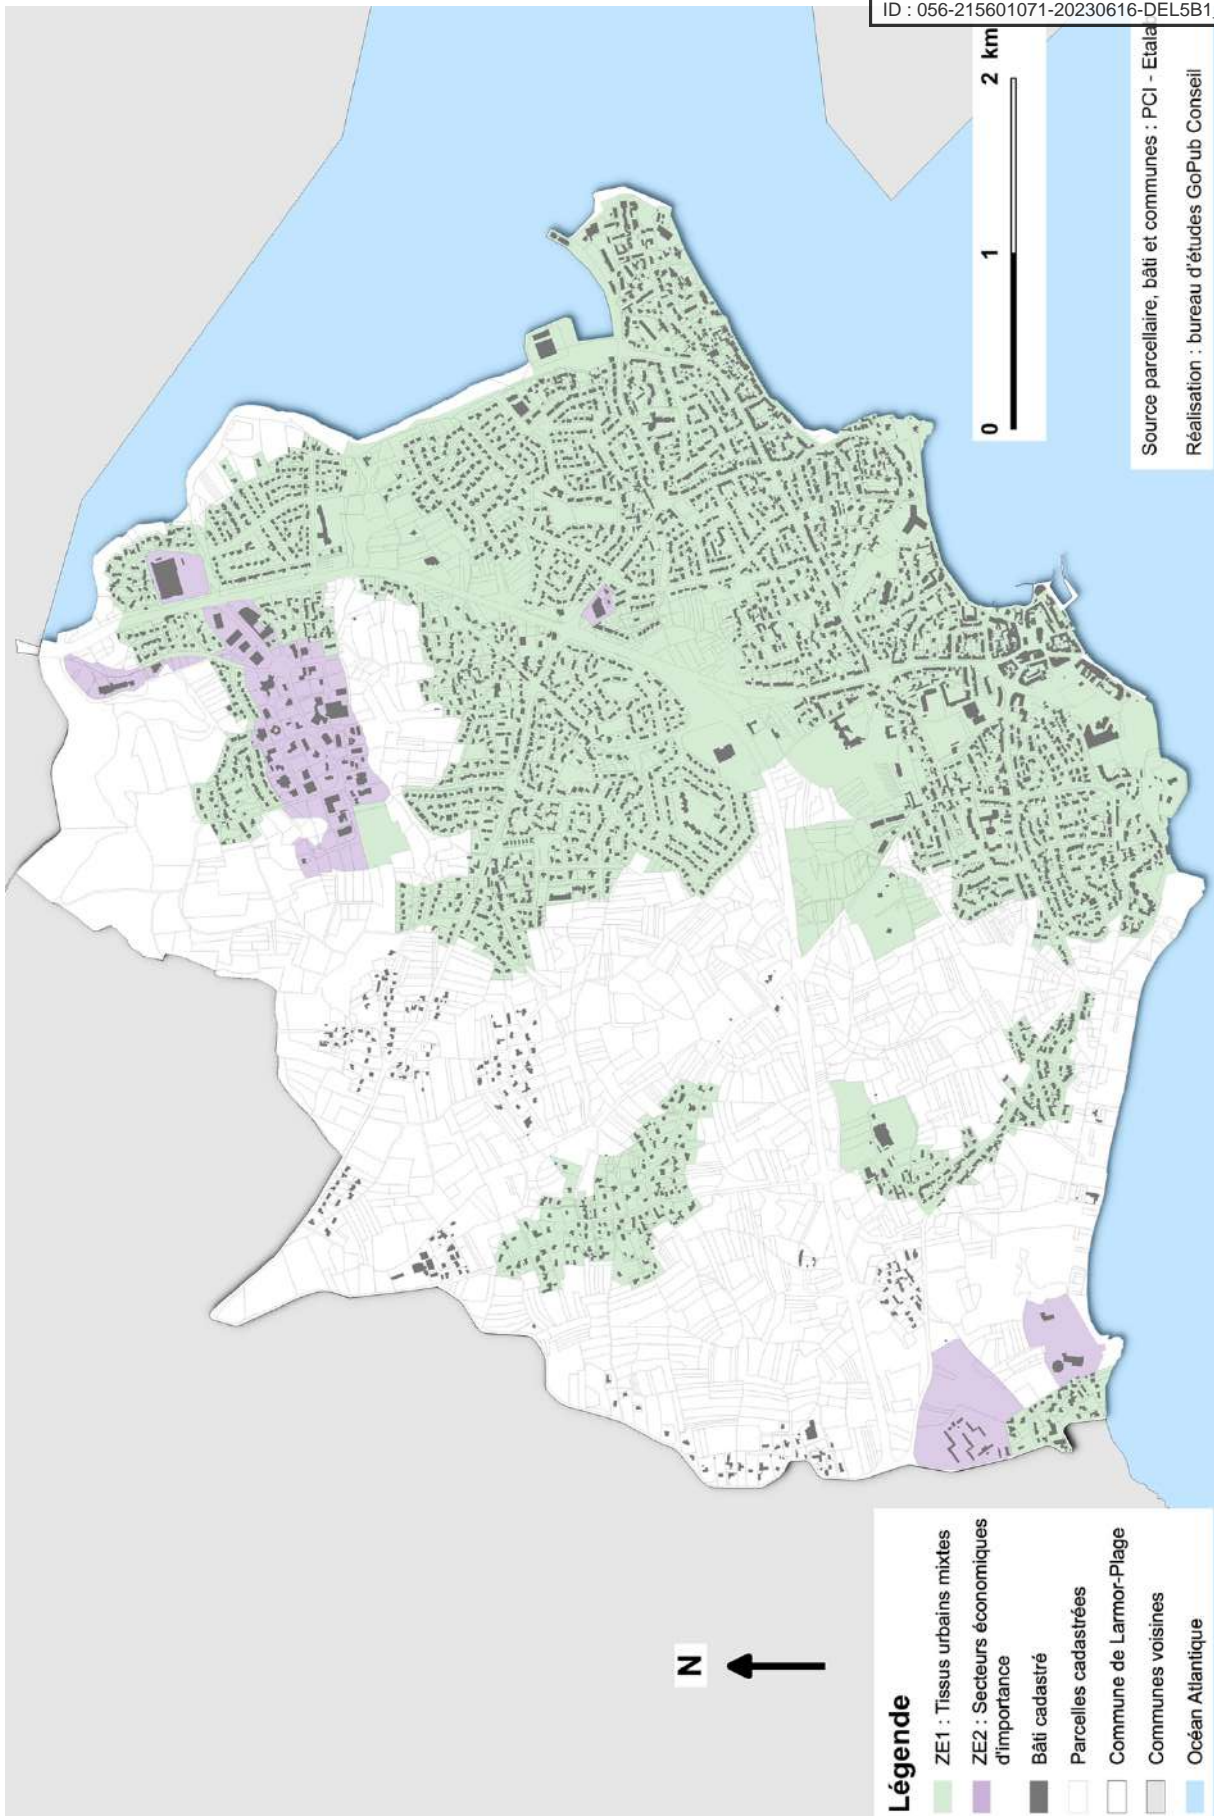 ID : 056-215601071-20230616-DEL5B1_
N
Légende
ZE1 : Tissus urbains mixtes
ZE2 : Secteurs économiques
d'importance
Bâti cadastré
Parcelles cadastrées
Commune de Larmor-Plage
Communes voisines
Océan Atlantique
0 1 2 km
Source parcellaire, bâti et communes : PCI - Etala
Réalisation : bureau d'études GoPub Conseil